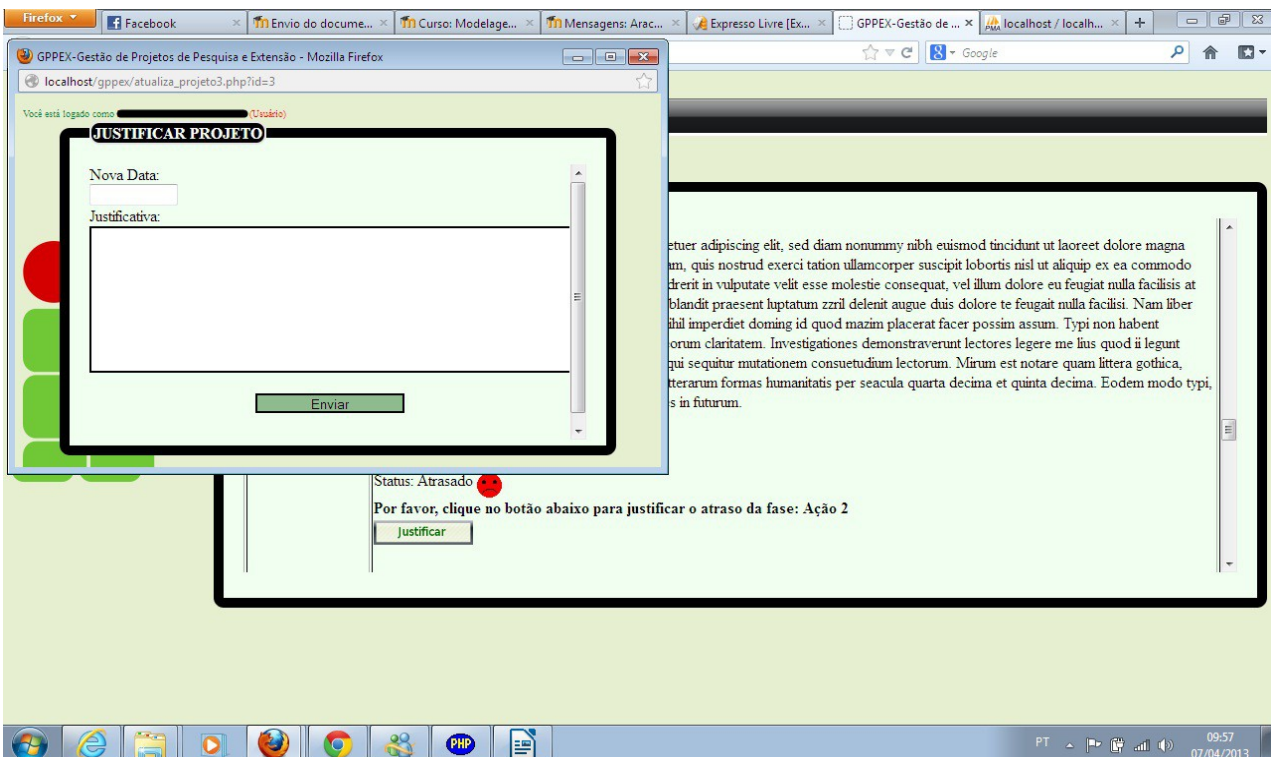 Firefox
Facebook
Envio do docume...
Curso: Modelage...
Mensagens: Arac...
Expresso Livre [Ex...
GPPEX-Gestão de ...
localhost / localh...
GPPEX-Gestão de Projetos de Pesquisa e Extensão - Mozilla Firefox
localhost/gppex/atualiza_projeto3.php?id=3
Google
Você está logado como (Usuário)
JUSTIFICAR PROJETO
Nova Data:
Justificativa:
Enviar
etuer adipiscing elit, sed diam nonummy nibh euismod tincidunt ut laoreet dolore magna
quis nostrud exerci tation ullamcorper suscipit lobortis nisl ut aliquip ex ea commodo
drerit in vulputate velit esse molestie consequat, vel illum dolore eu feugiat nulla facilisis at
blandit praesent luptatum zzril delenit augue duis dolore te feugait nulla facilisi. Nam liber
ihil imperdiet doming id quod mazim placerat facer possim assum. Typi non habent
orum claritatem. Investigationes demonstraverunt lectores legere me lius quod ii legunt
qui sequitur mutationem consuetudium lectorum. Mirum est notare quam littera gothica,
tterarum formas humanitatis per seacula quarta decima et quinta decima. Eodem modo typi,
s in futurum.
Status: Atrasado
Por favor, clique no botão abaixo para justificar o atraso da fase: Ação 2
Justificar
PHP
PT
09:57
07/04/2013